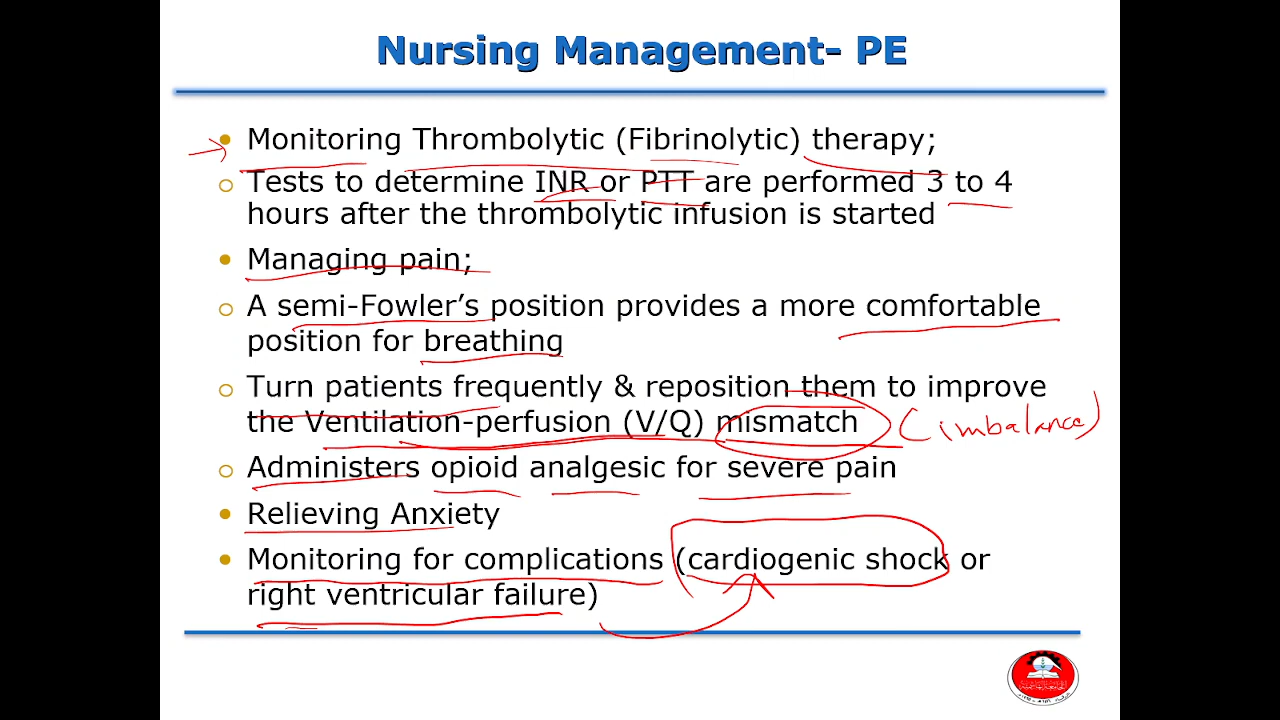 Nursing Management- PE
• Monitoring Thrombolytic (Fibrinolytic) therapy;
o Tests to determine INR or PTT are performed 3 to 4
hours after the thrombolytic infusion is started
• Managing pain;
o A semi-Fowler's position provides a more comfortable
position for breathing
o Turn patients frequently & reposition them to improve
the Ventilation-perfusion (V/Q) mismatch (imbalance)
o Administers opioid analgesic for severe pain
• Relieving Anxiety
• Monitoring for complications (cardiogenic shock or
right ventricular failure)